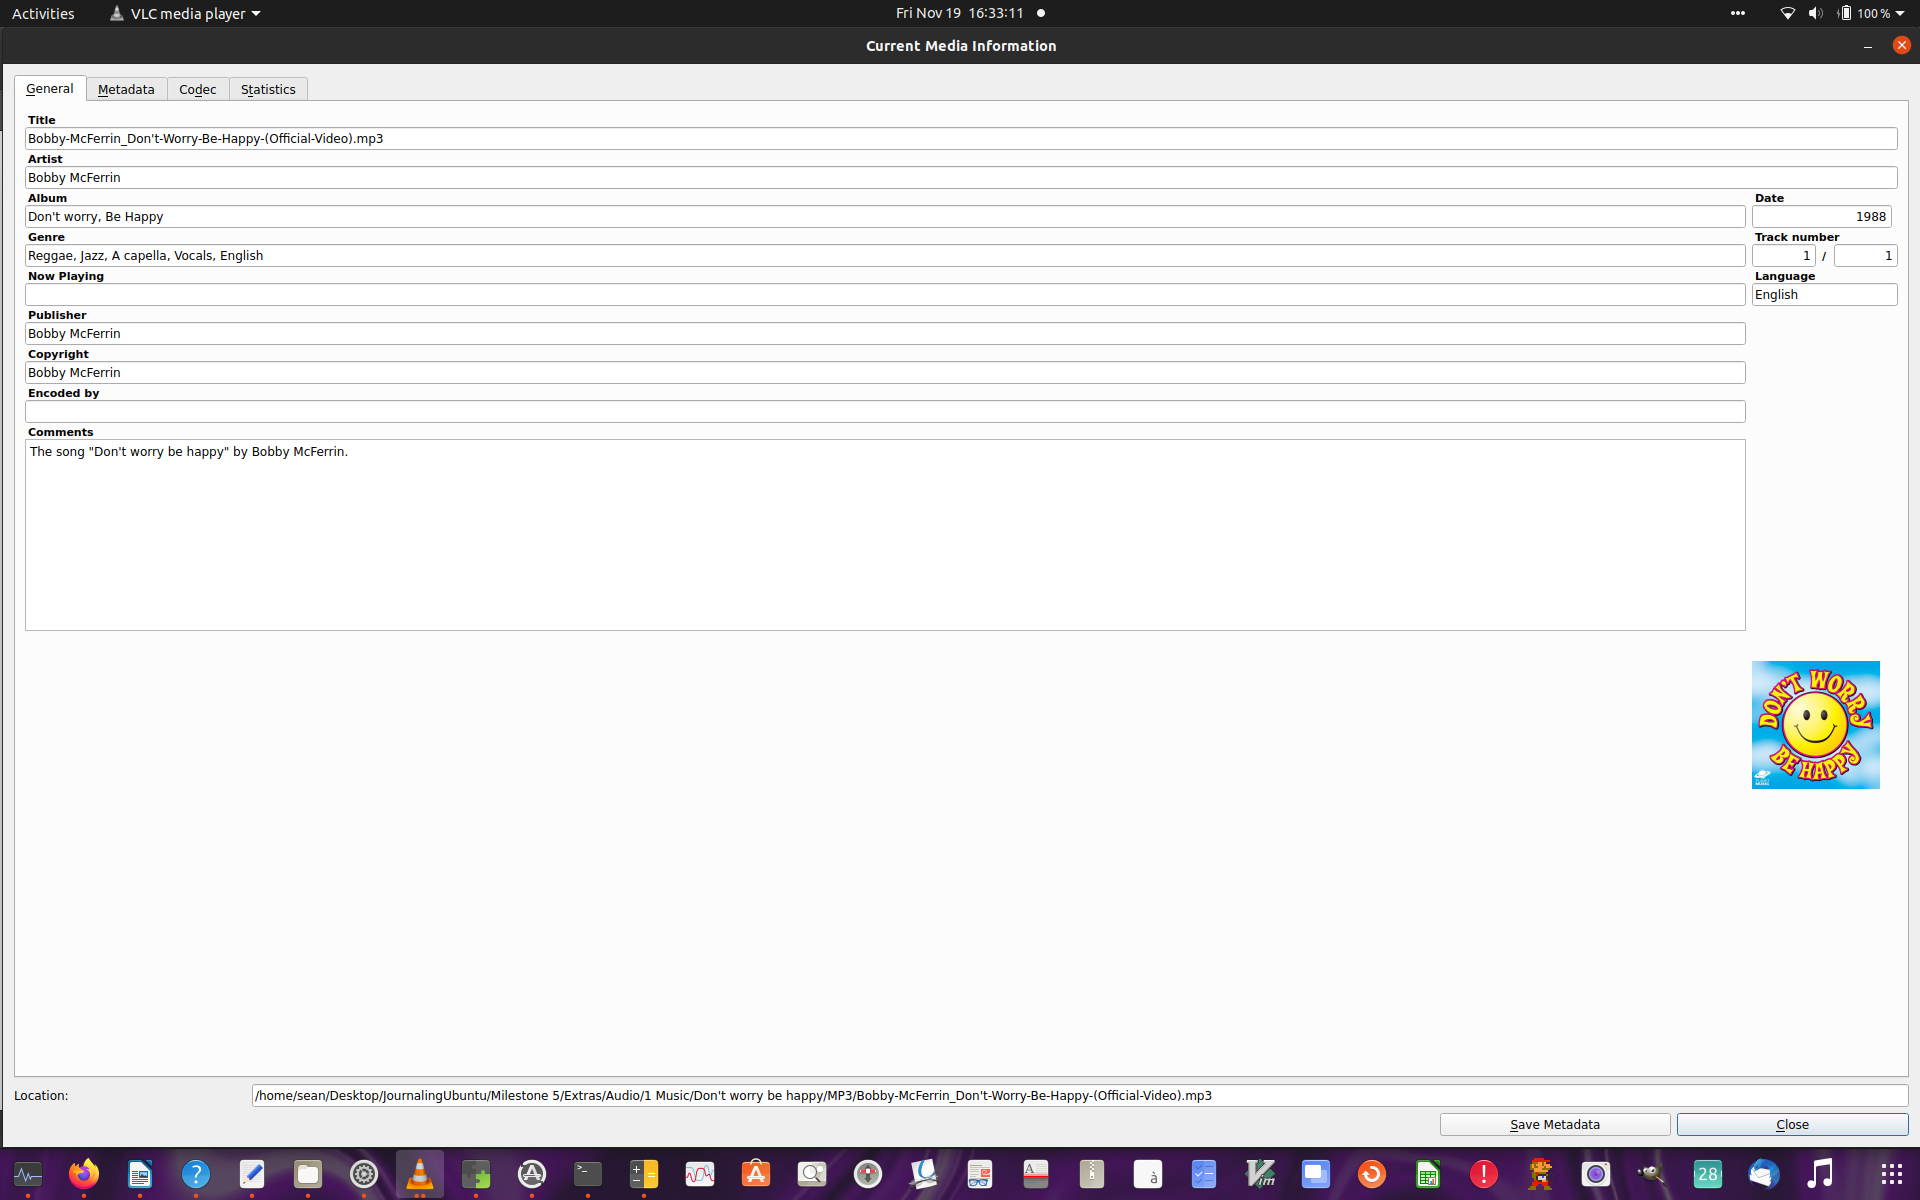 Activities
VLC media player
Fri Nov 19 16:33:11
100 %
Current Media Information
General
Metadata
Codec
Statistics
Title
Bobby-McFerrin_Don't-Worry-Be-Happy-(Official-Video).mp3
Artist
Bobby McFerrin
Album
Date
Don't worry, Be Happy
1988
Genre
Track number
Reggae, Jazz, A capella, Vocals, English
1 / 1
Now Playing
Language
English
Publisher
Bobby McFerrin
Copyright
Bobby McFerrin
Encoded by
Comments
The song "Don't worry be happy" by Bobby McFerrin.
DON'T WORRY
BE HAPPY
Location:
/home/sean/Desktop/JournalingUbuntu/Milestone 5/Extras/Audio/1 Music/Don't worry be happy/MP3/Bobby-McFerrin_Don't-Worry-Be-Happy-(Official-Video).mp3
Save Metadata
Close
28